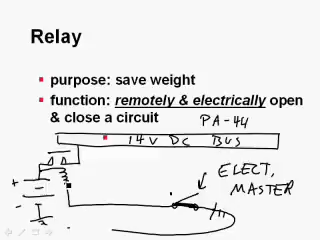 Relay
purpose: save weight
function: remotely & electrically open
& close a circuit
PA-44
14V DC BUS
ELECT.
MASTER
+
-